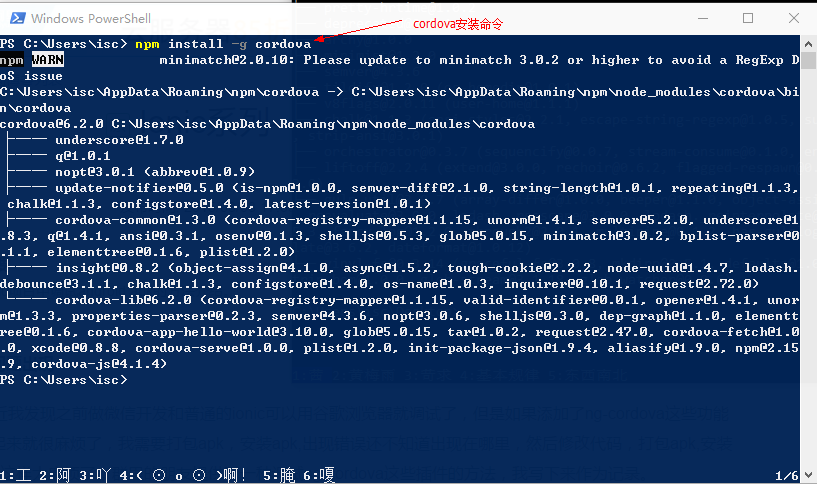 Windows PowerShell
cordova安装命令
PS C:\Users\isc> npm install -g cordova
npm WARN minimatch@2.0.10: Please update to minimatch 3.0.2 or higher to avoid a RegExp D
oS issue
C:\Users\isc\AppData\Roaming\npm\cordova -> C:\Users\isc\AppData\Roaming\npm\node_modules\cordova\bi
n\cordova
cordova@6.2.0 C:\Users\isc\AppData\Roaming\npm\node_modules\cordova
├── underscore@1.7.0
├── q@1.0.1
├── nopt@3.0.1 (abbrev@1.0.9)
├── update-notifier@0.5.0 (is-npm@1.0.0, semver-diff@2.1.0, string-length@1.0.1, repeating@1.1.3,
chalk@1.1.3, configstore@1.4.0, latest-version@1.0.1)
├── cordova-common@1.3.0 (cordova-registry-mapper@1.1.15, unorm@1.4.1, semver@5.2.0, underscore@1
.8.3, q@1.4.1, ansi@0.3.1, osenv@0.1.3, shelljs@0.5.3, glob@5.0.15, minimatch@3.0.2, bplist-parser@0
.1.1, elementtree@0.1.6, plist@1.2.0)
├── insight@0.8.2 (object-assign@4.1.0, async@1.5.2, tough-cookie@2.2.2, node-uuid@1.4.7, lodash.
debounce@3.1.1, chalk@1.1.3, configstore@1.4.0, os-name@1.0.3, inquirer@0.10.1, request@2.72.0)
└── cordova-lib@6.2.0 (cordova-registry-mapper@1.1.15, valid-identifier@0.0.1, opener@1.4.1, unor
m@1.3.3, properties-parser@0.2.3, semver@4.3.6, nopt@3.0.6, shelljs@0.3.0, dep-graph@1.1.0, elementt
ree@0.1.6, cordova-app-hello-world@3.10.0, glob@5.0.15, tar@1.0.2, request@2.47.0, cordova-fetch@1.0
.0, xcode@0.8.8, cordova-serve@1.0.0, plist@1.2.0, init-package-json@1.9.4, aliasify@1.9.0, npm@2.15
.9, cordova-js@4.1.4)
PS C:\Users\isc>
1:工 2:阿 3:吖 4:( ⊙ o ⊙ )啊! 5:腌 6:嗄 1/6